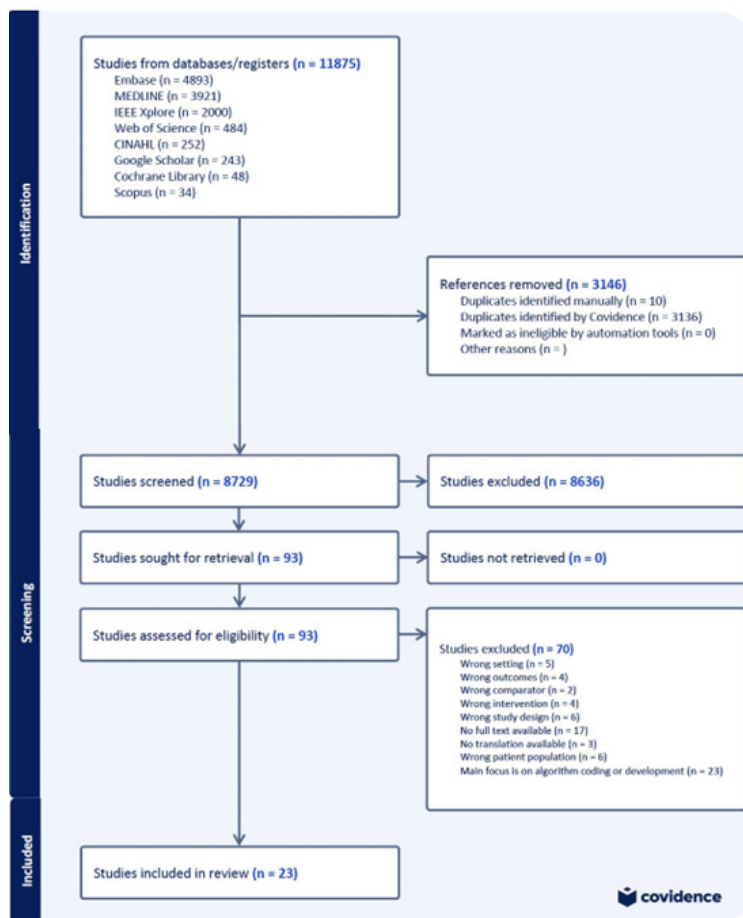 Identification
Studies from databases/registers (n = 11875)
Embase (n = 4893)
MEDLINE (n = 3921)
IEEE Xplore (n = 2000)
Web of Science (n = 484)
CINAHL (n = 252)
Google Scholar (n = 243)
Cochrane Library (n = 48)
Scopus (n = 34)
References removed (n = 3146)
Duplicates identified manually (n = 10)
Duplicates identified by Covidence (n = 3136)
Marked as ineligible by automation tools (n = 0)
Other reasons (n = )
Screening
Studies screened (n = 8729)
Studies excluded (n = 8636)
Studies sought for retrieval (n = 93)
Studies not retrieved (n = 0)
Studies assessed for eligibility (n = 93)
Studies excluded (n = 70)
Wrong setting (n = 5)
Wrong outcomes (n = 4)
Wrong comparator (n = 2)
Wrong intervention (n = 4)
Wrong study design (n = 6)
No full text available (n = 17)
No translation available (n = 3)
Wrong patient population (n = 6)
Main focus is on algorithm coding or development (n = 23)
Included
Studies included in review (n = 23)
covidence